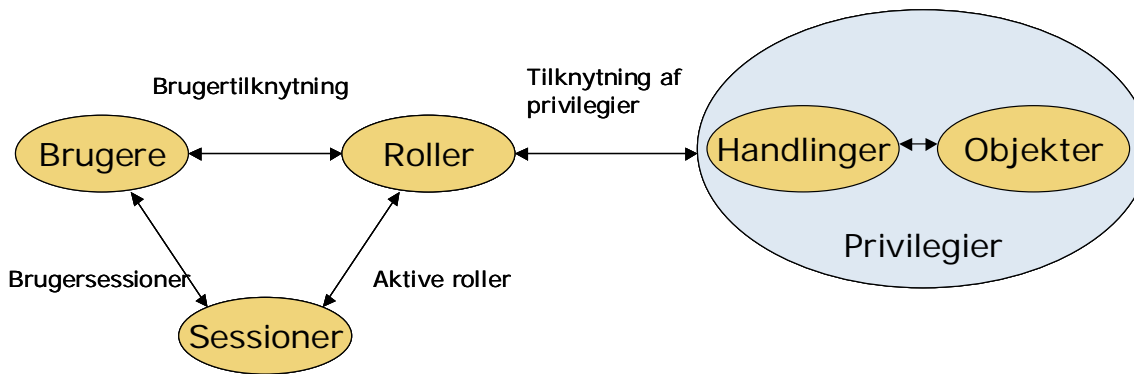 Brugertilknytning
Tilknytning af
privilegier
Brugere
Roller
Handlinger
Objekter
Privilegier
Brugersessioner
Aktive roller
Sessioner